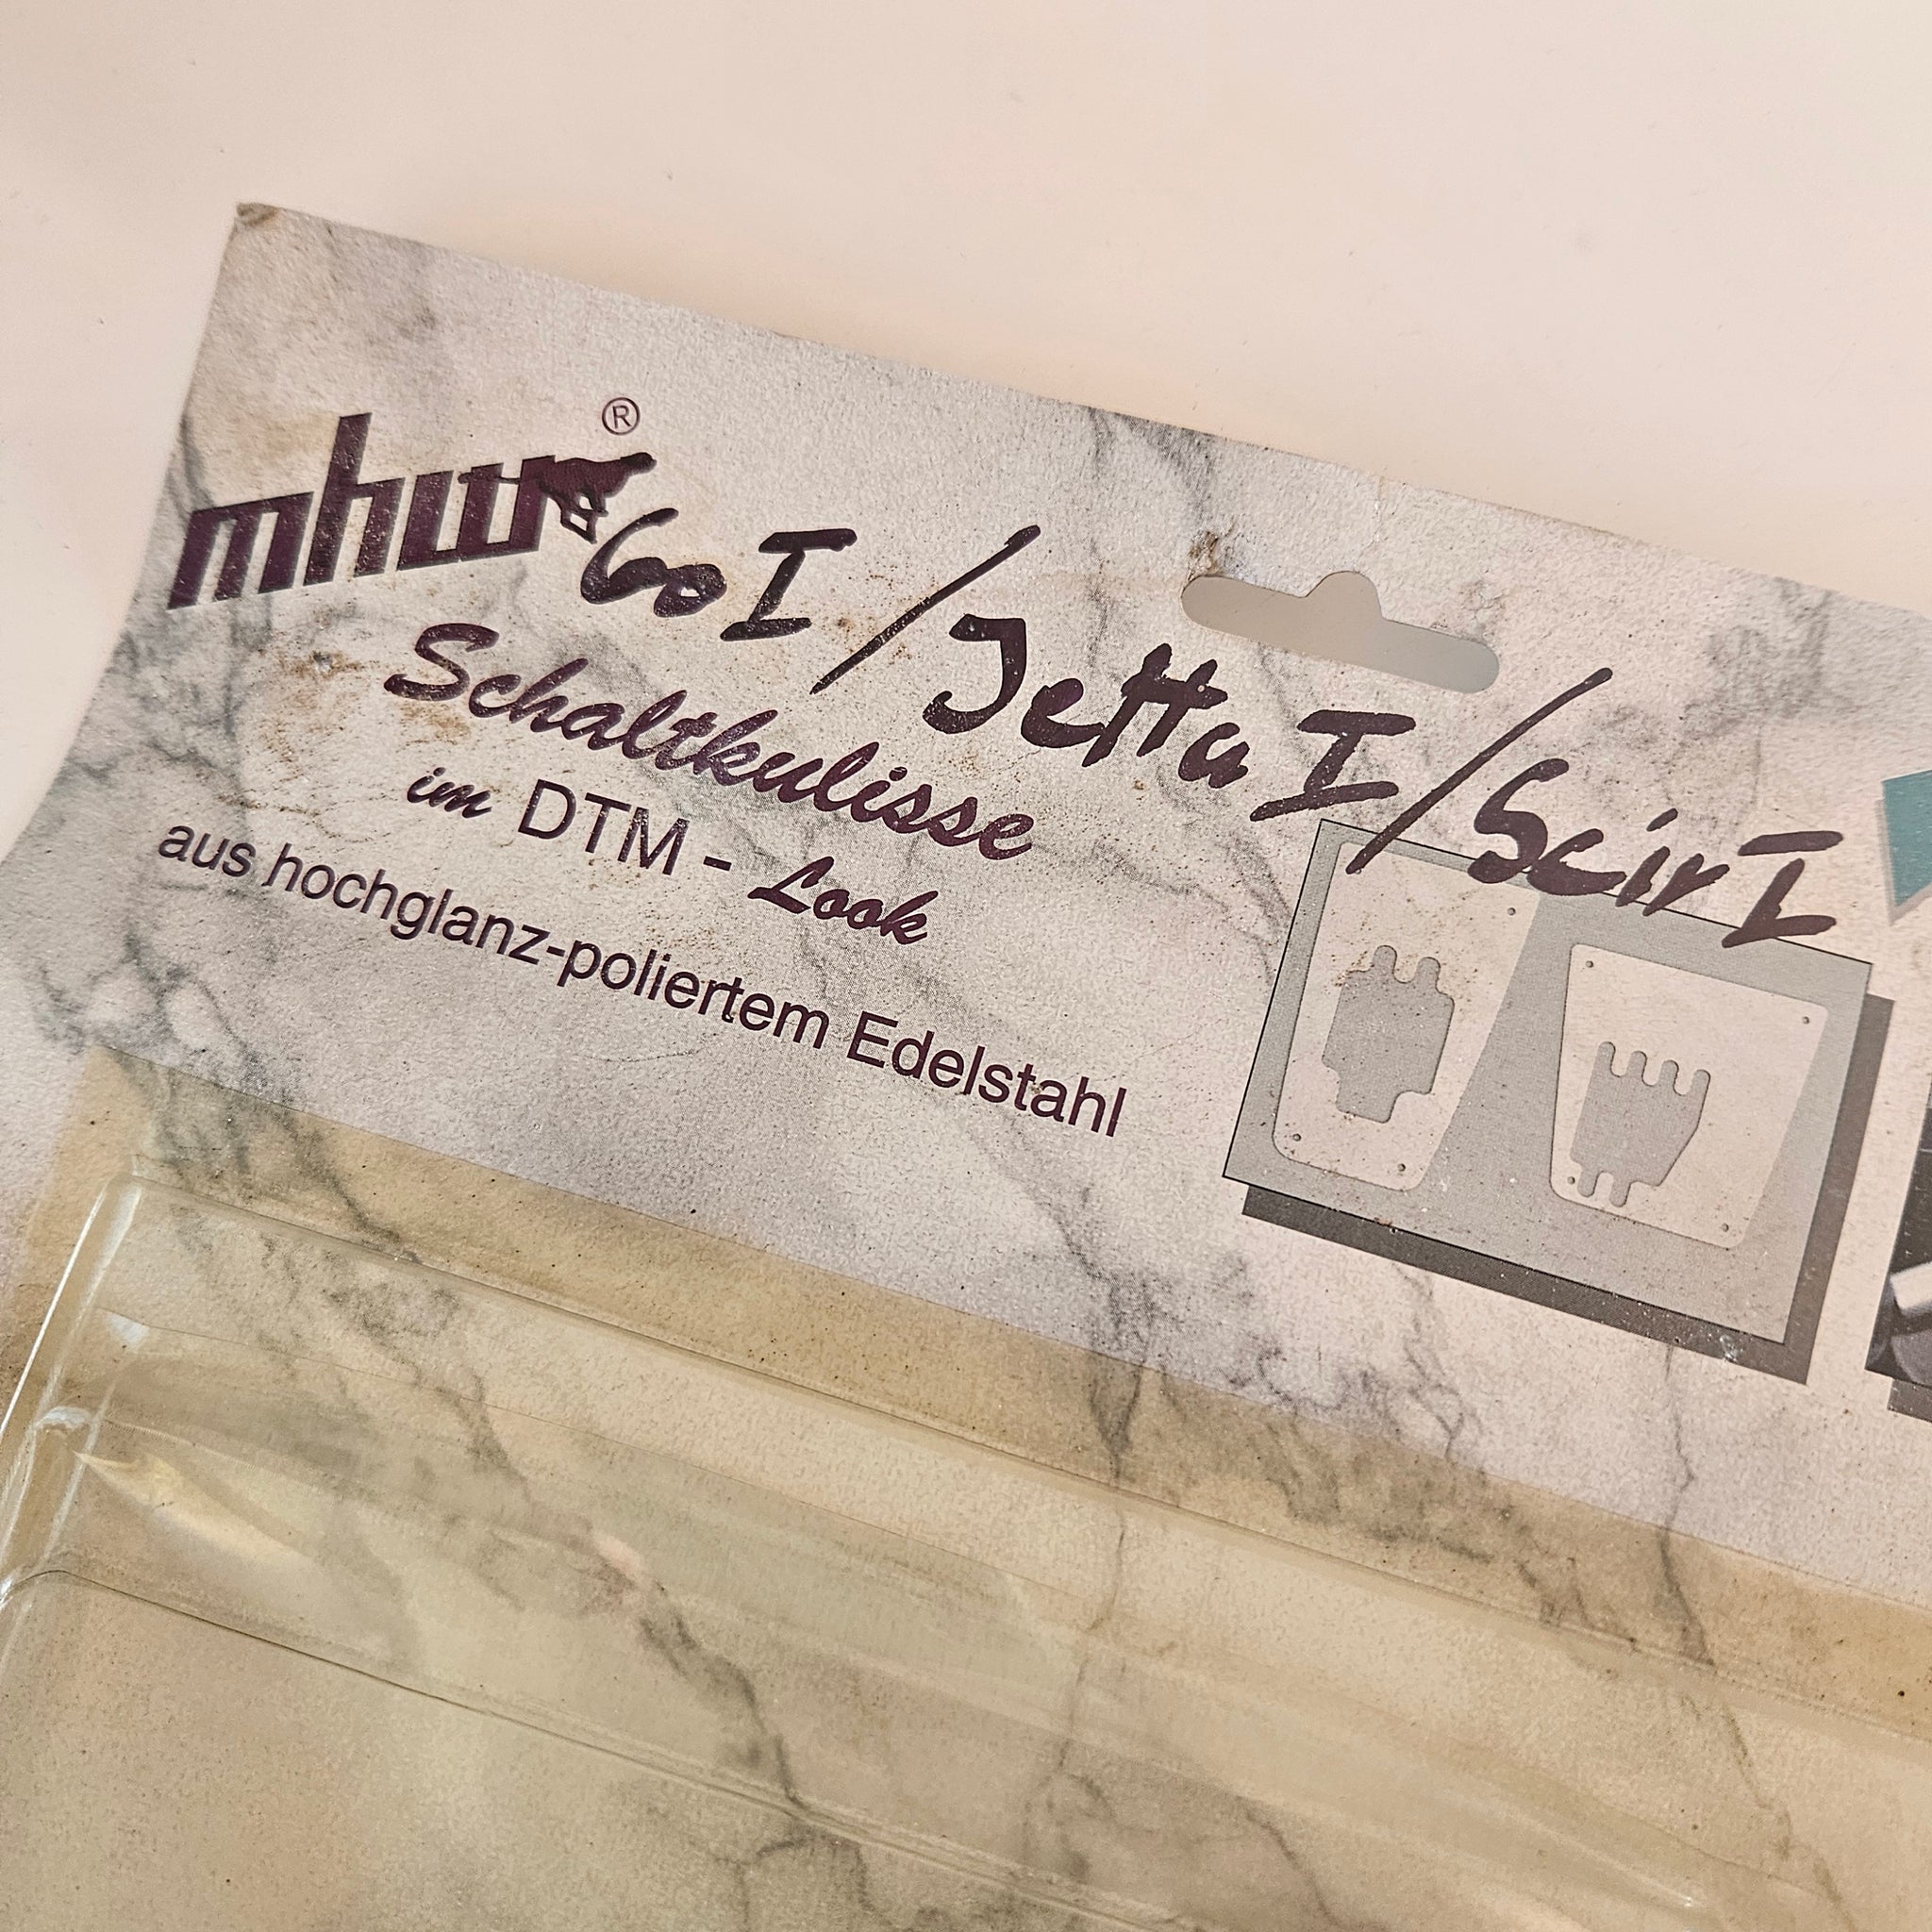 mhw®
Go I / Jetta I / Scir I
Schaltkulisse
im DTM - Look
aus hochglanz-poliertem Edelstahl